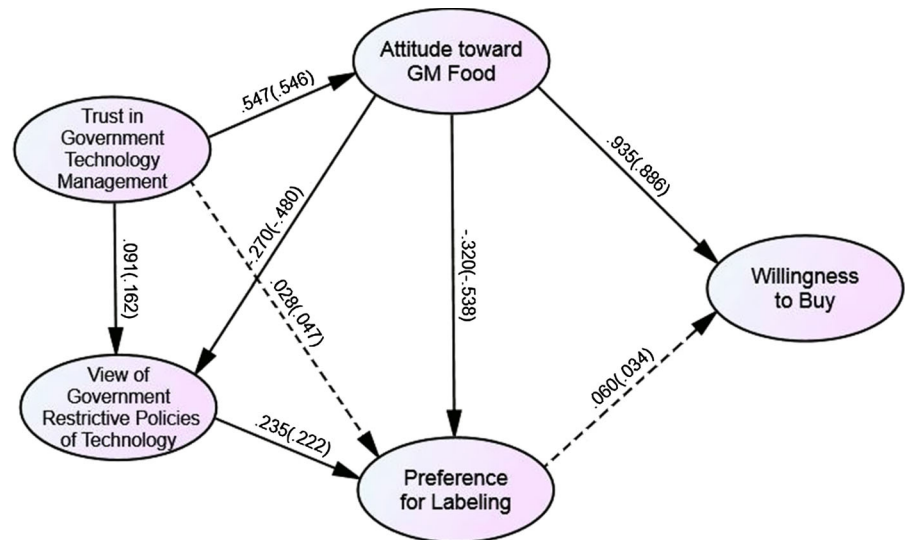 Attitude toward
GM Food
.547(.546)
Trust in
Government
Technology
Management
.935(.886)
-.270(-.480)
.091(.162)
-.320(-.538)
.028(.047)
Willingness
to Buy
View of
Government
Restrictive Policies
of Technology
.060(.034)
.235(.222)
Preference
for Labeling